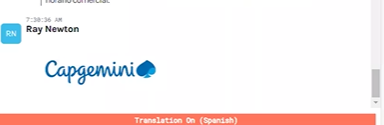 horario comercial.
7:38:36 AM
RN
Ray Newton
Capgemini
Translation On (Spanish)